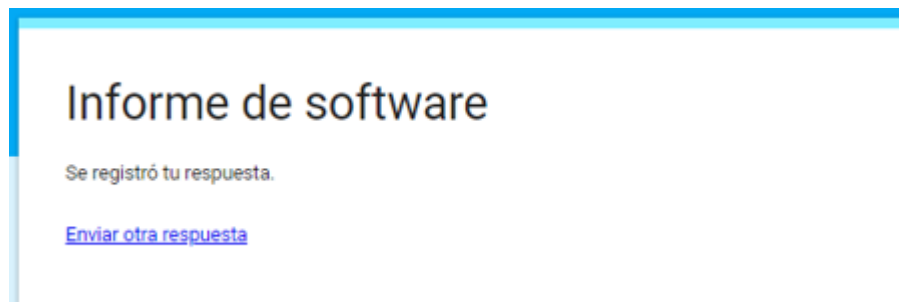 Informe de software
Se registró tu respuesta.
Enviar otra respuesta